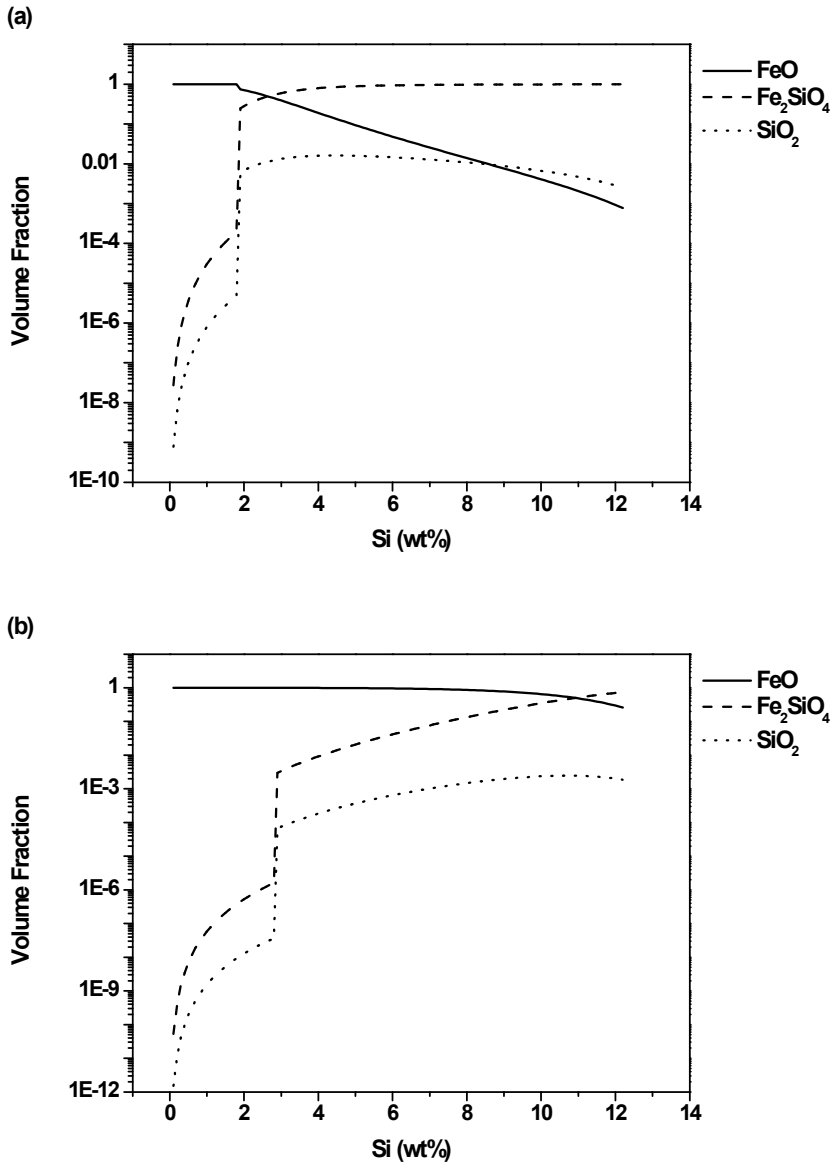 (a)
FeO
Fe₂SiO₄
SiO₂
1
0.01
1E-4
1E-6
1E-8
1E-10
Volume Fraction
0 2 4 6 8 10 12 14
Si (wt%)
(b)
FeO
Fe₂SiO₄
SiO₂
1
1E-3
1E-6
1E-9
1E-12
Volume Fraction
0 2 4 6 8 10 12 14
Si (wt%)